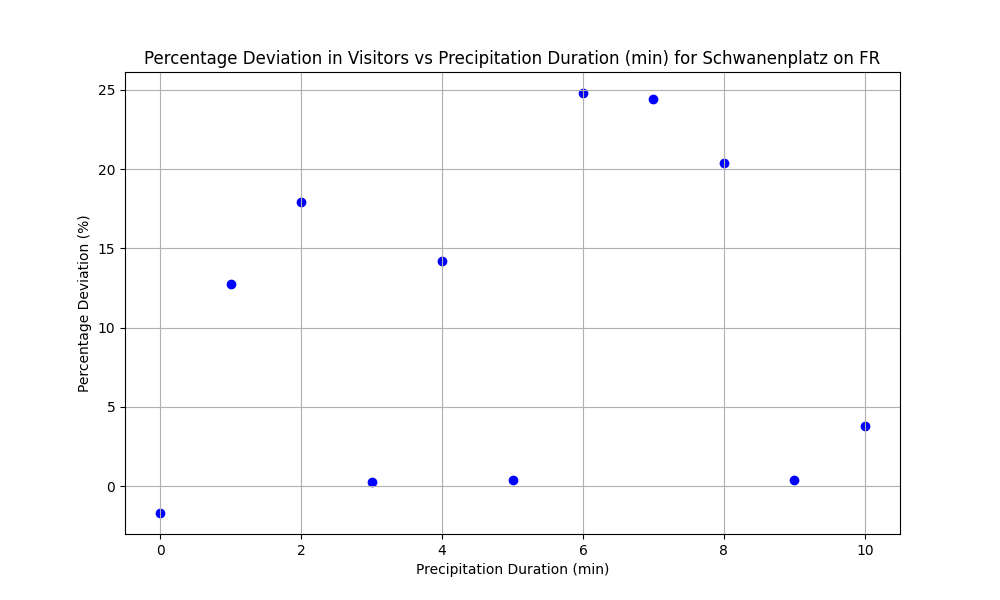 Percentage Deviation in Visitors vs Precipitation Duration (min) for Schwanenplatz on FR
25
20
15
10
5
0
Percentage Deviation (%)
0 2 4 6 8 10
Precipitation Duration (min)